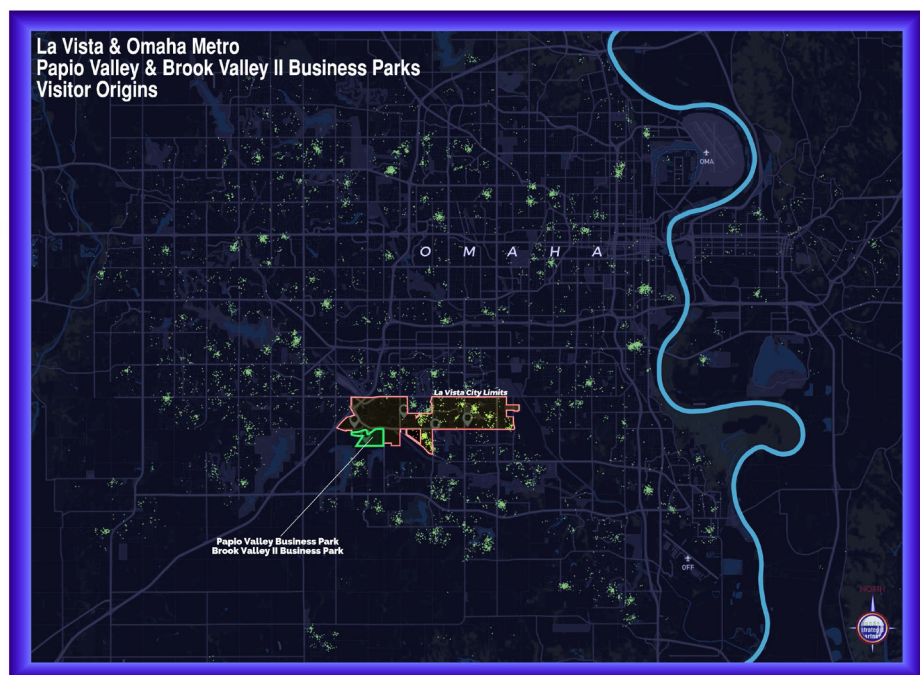 La Vista & Omaha Metro
Papio Valley & Brook Valley II Business Parks
Visitor Origins
OMA
OMAHA
La Vista City Limits
Papio Valley Business Park
Brook Valley II Business Park
OFF
NORTH